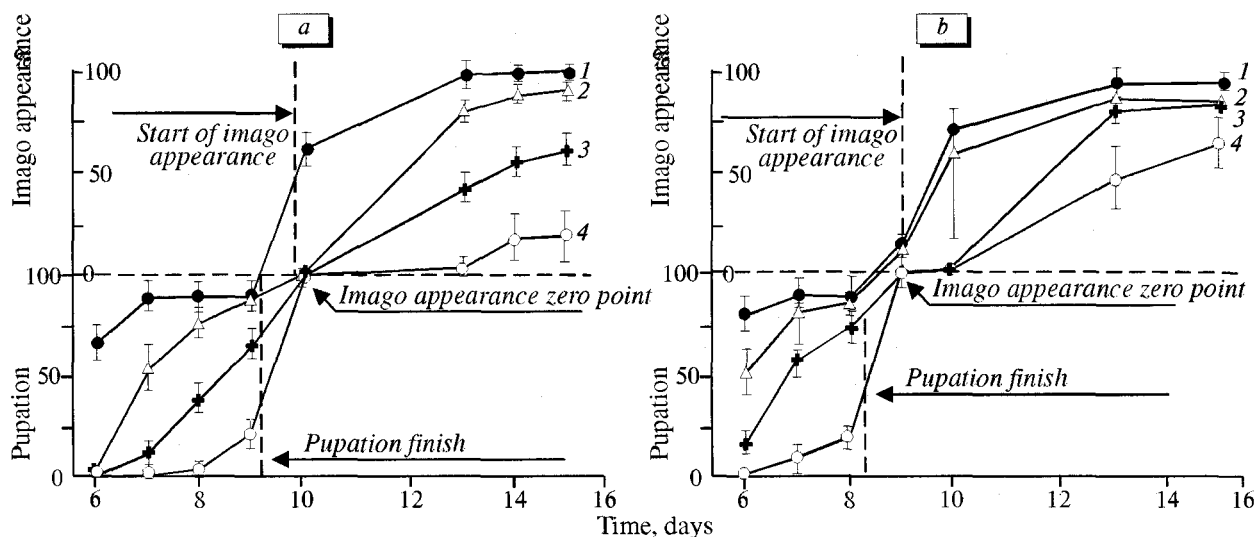 a
b
Imago appearance
100
50
0
100
50
0
Pupation
Start of imago
appearance
1
2
3
4
Imago appearance zero point
Pupation finish
6
8
10
12
14
16
Imago appearance
100
50
0
100
50
0
Pupation
Start of imago
appearance
1
2
3
4
Imago appearance zero point
Pupation finish
6
8
10
12
14
16
Time, days